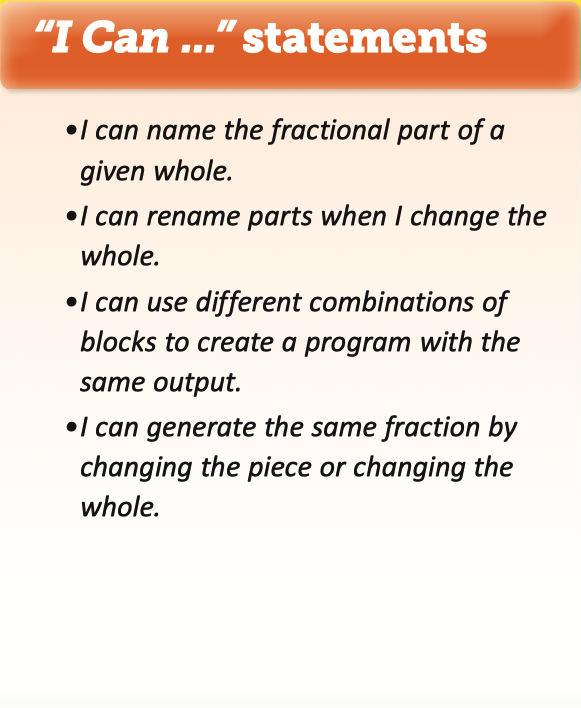 “I Can ...” statements
•I can name the fractional part of a
given whole.
•I can rename parts when I change the
whole.
•I can use different combinations of
blocks to create a program with the
same output.
•I can generate the same fraction by
changing the piece or changing the
whole.